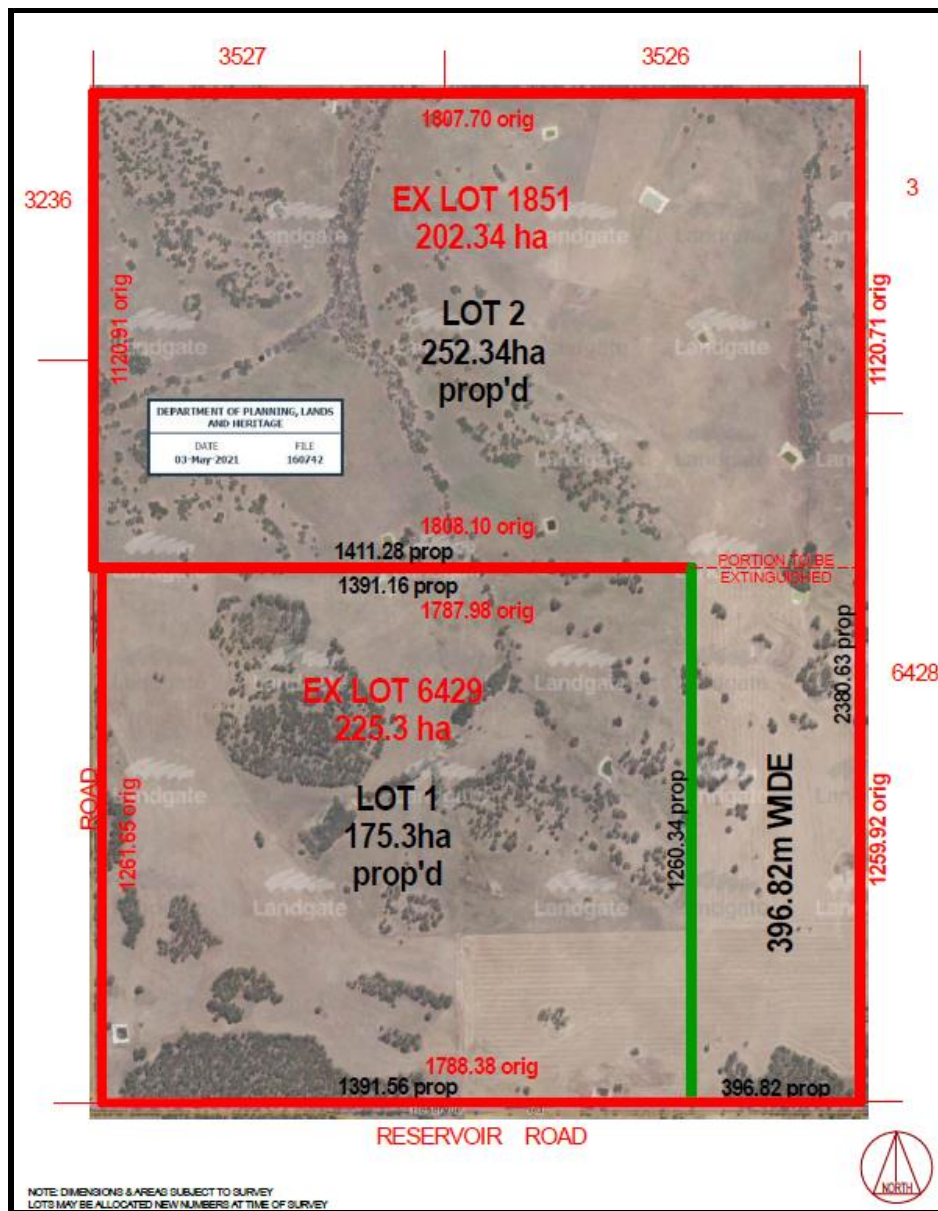 3527
3526
1807.70 orig
3236
3
EX LOT 1851
202.34 ha
1120.91 orig
1120.71 orig
LOT 2
252.34ha
prop'd
Landgate
DEPARTMENT OF PLANNING, LANDS
AND HERITAGE
DATE FILE
03-May-2021 160742
1808.10 orig
1411.28 prop
PORTION TO BE
EXTINGUISHED
1391.16 prop
1787.98 orig
2380.63 prop
6428
EX LOT 6429
225.3 ha
ROAD
1261.65 orig
LOT 1
175.3ha
prop'd
1260.34 prop
396.82m WIDE
1259.92 orig
Landgate
Landgate
1788.38 orig
1391.56 prop
396.82 prop
RESERVOIR ROAD
NORTH
NOTE: DIMENSIONS & AREAS SUBJECT TO SURVEY
LOTS MAY BE ALLOCATED NEW NUMBERS AT TIME OF SURVEY